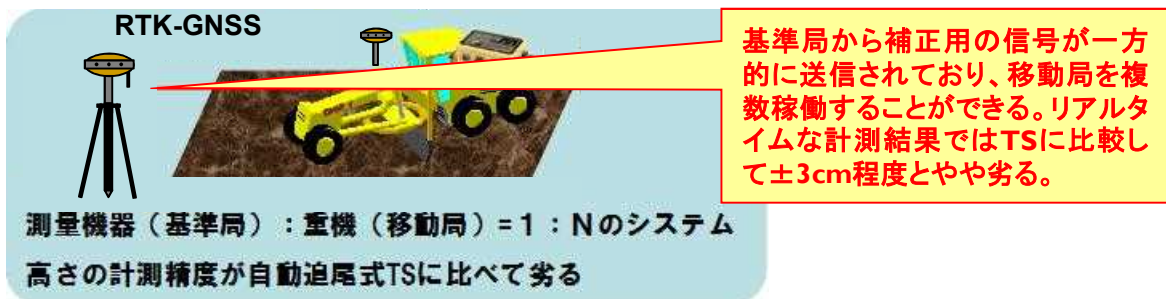 RTK-GNSS
基準局から補正用の信号が一方
的に送信されており、移動局を複
数稼働することができる。リアルタ
イムな計測結果ではTSに比較し
て±3cm程度とやや劣る。
測量機器（基準局）：重機（移動局）=１：Nのシステム
高さの計測精度が自動追尾式TSに比べて劣る